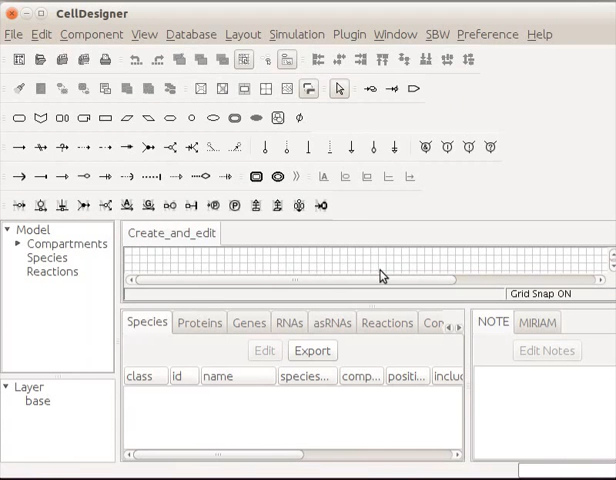 CellDesigner
File Edit Component View Database Layout Simulation Plugin Window SBW Preference Help
Model
Compartments
Species
Reactions
Create_and_edit
Grid Snap ON
Layer
base
Species Proteins Genes RNAs asRNAs Reactions Con
Edit Export
class id name species... comp... positi... includ
NOTE MIRIAM
Edit Notes